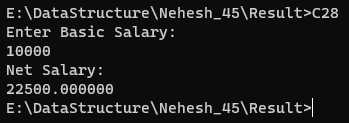 E:\DataStructure\Nehesh_45\Result>C28
Enter Basic Salary:
10000
Net Salary:
22500.000000
E:\DataStructure\Nehesh_45\Result>